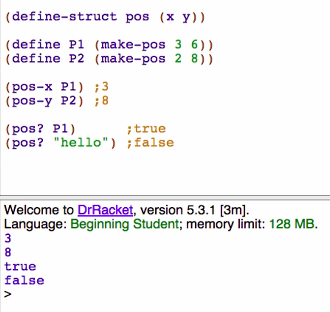 (define-struct pos (x y))
(define P1 (make-pos 3 6))
(define P2 (make-pos 2 8))
(pos-x P1) ;3
(pos-y P2) ;8
(pos? P1)      ;true
(pos? "hello") ;false
Welcome to DrRacket, version 5.3.1 [3m].
Language: Beginning Student; memory limit: 128 MB.
3
8
true
false
>